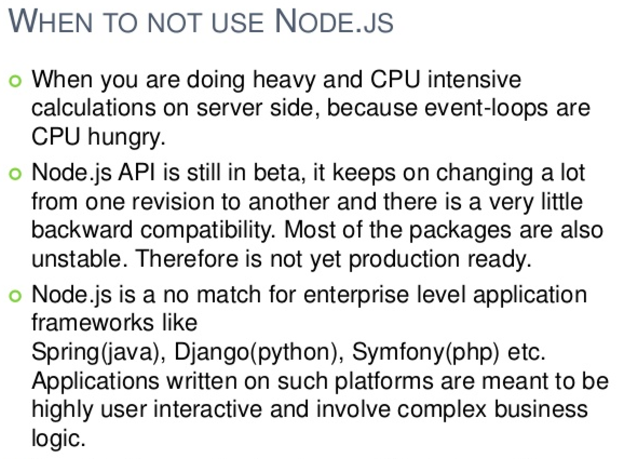 WHEN TO NOT USE NODE.JS
When you are doing heavy and CPU intensive
calculations on server side, because event-loops are
CPU hungry.
Node.js API is still in beta, it keeps on changing a lot
from one revision to another and there is a very little
backward compatibility. Most of the packages are also
unstable. Therefore is not yet production ready.
Node.js is a no match for enterprise level application
frameworks like
Spring(java), Django(python), Symfony(php) etc.
Applications written on such platforms are meant to be
highly user interactive and involve complex business
logic.